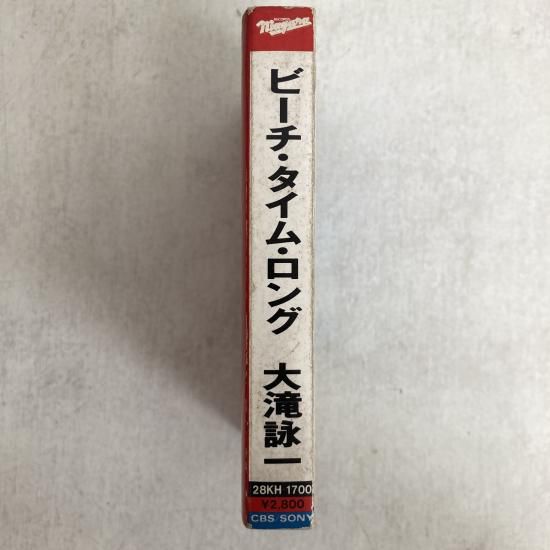 RECORDS
Niagara
ビーチ・タイム・ロング 大滝詠一
28KH 1700
¥2,800
CBS/SONY